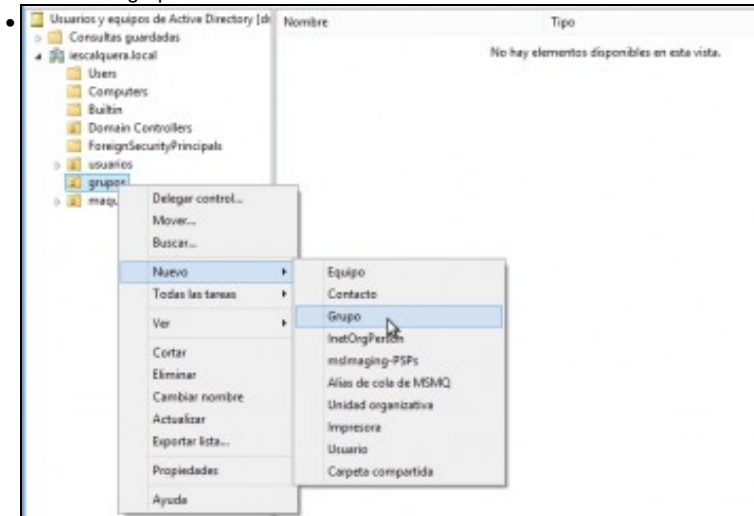 Usuarios y equipos de Active Directory [d
Nombre
Tipo
Consultas guardadas
No hay elementos disponibles en esta vista.
iescalquera.local
Users
Computers
Builtin
Domain Controllers
ForeignSecurityPrincipals
usuarios
grupos
maqu
Delegar control...
Mover...
Buscar...
Nuevo
Todas las tareas
Ver
Cortar
Eliminar
Cambiar nombre
Actualizar
Exportar lista...
Propiedades
Ayuda
Equipo
Contacto
Grupo
InetOrgPerson
msImaging-PSPs
Alias de cola de MSMQ
Unidad organizativa
Impresora
Usuario
Carpeta compartida